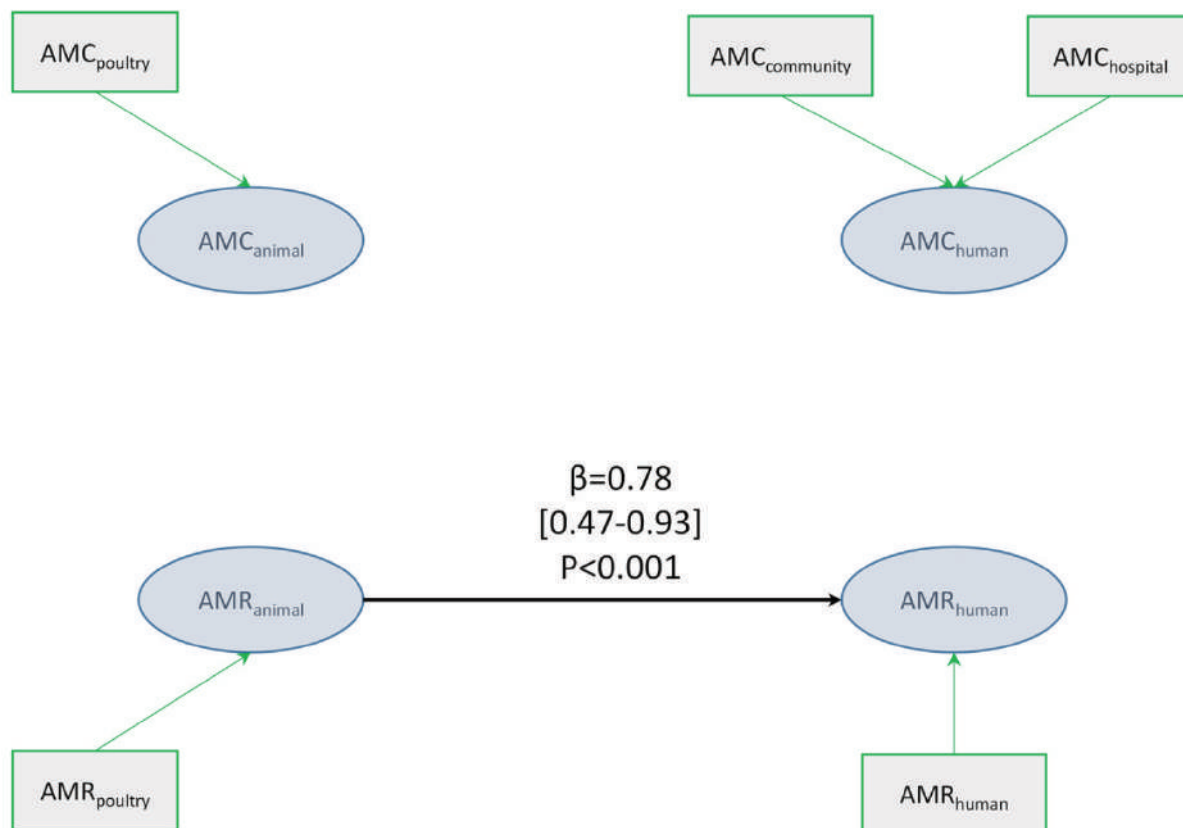 AMCpoultry
AMCcommunity
AMChospital
AMCanimal
AMChuman
β=0.78
[0.47-0.93]
P<0.001
AMRanimal
AMRhuman
AMRpoultry
AMRhuman